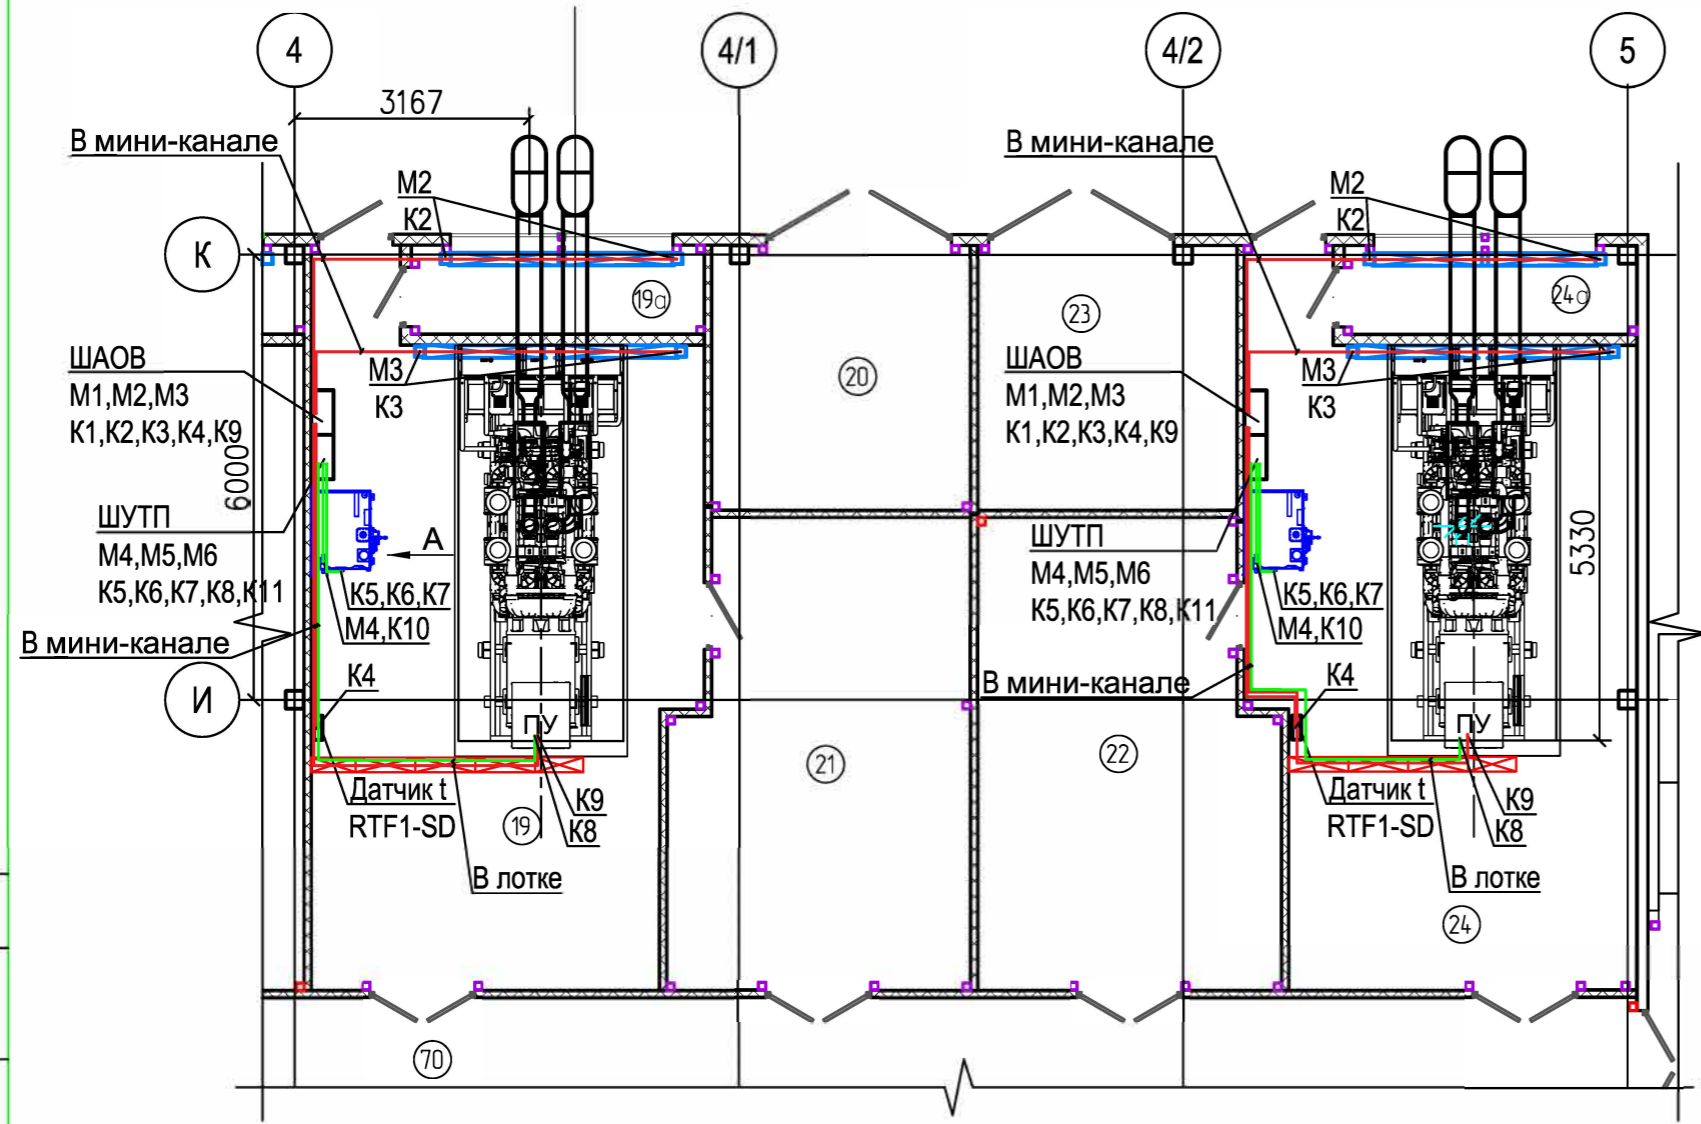 4
4/1
4/2
5
3167
В мини-канале
М2
К2
В мини-канале
М2
К2
К
19а
24а
23
20
ШАОВ
М1,М2,М3
К1,К2,К3,К4,К9
М3
К3
ШАОВ
М1,М2,М3
К1,К2,К3,К4,К9
М3
К3
6000
ШУТП
М4,М5,М6
К5,К6,К7,К8,К11
А
К5,К6,К7
М4,К10
В мини-канале
ШУТП
М4,М5,М6
К5,К6,К7,К8,К11
К5,К6,К7
М4,К10
В мини-канале
5330
И
К4
ПУ
К4
ПУ
21
22
Датчик t
RTF1-SD
19
К9
К8
В лотке
Датчик t
RTF1-SD
К9
К8
В лотке
24
70